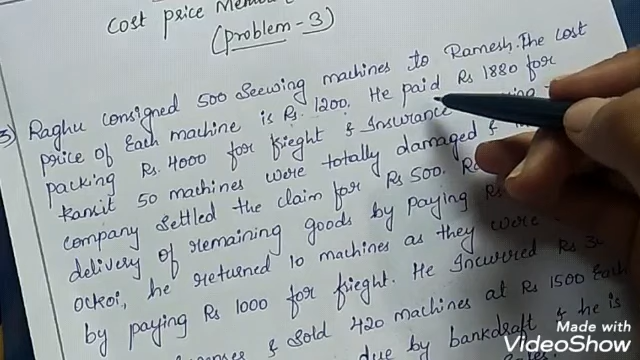 Cost price
(problem - 3)
3) Raghu consigned 500 Seewing machines to Ramesh. The Cost
price of Each machine is Rs. 1200. He paid Rs 1880 for
packing Rs. 4000 for frieght & Insurance
transit 50 machines were totally damaged &
company Settled the claim for Rs 500.
delivery of remaining goods by paying
octroi, he returned 10 machines as they were
by paying Rs 1000 for frieght. He Incurred Rs
& Sold 420 machines at Rs 1500 Each
due by bankdraft & he is
Made with
VideoShow